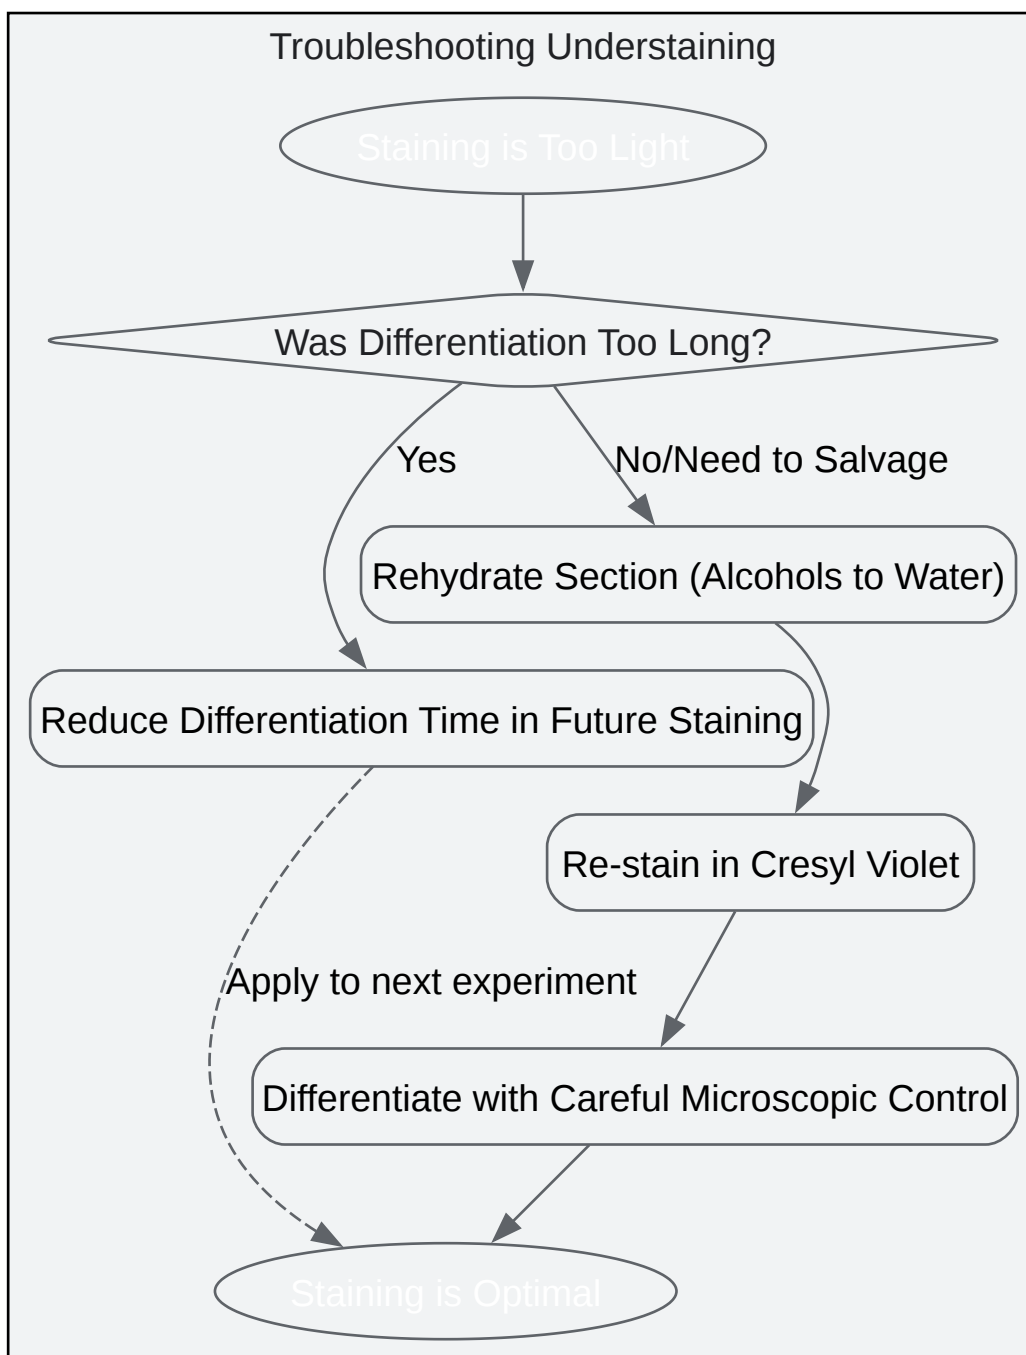 Troubleshooting Understaining
Staining is Too Light
Was Differentiation Too Long?
Yes
No/Need to Salvage
Rehydrate Section (Alcohols to Water)
Reduce Differentiation Time in Future Staining
Re-stain in Cresyl Violet
Apply to next experiment
Differentiate with Careful Microscopic Control
Staining is Optimal